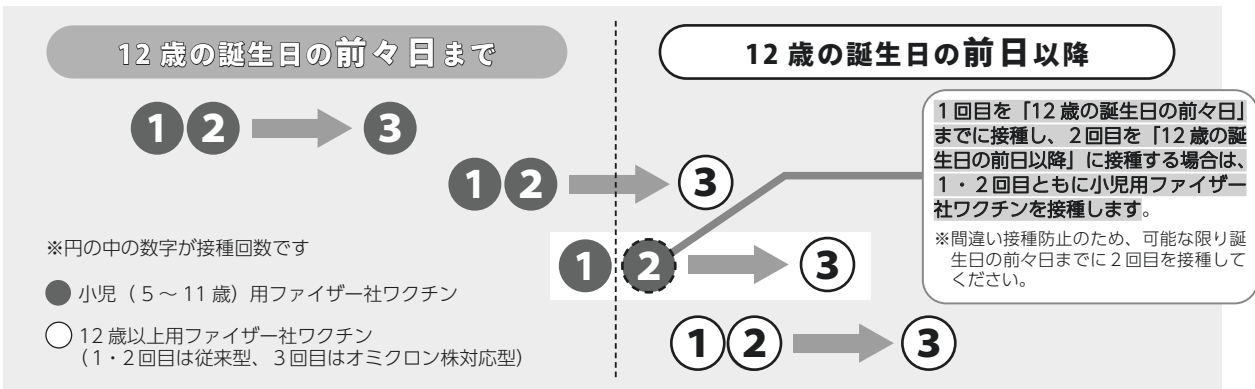 12 歳の誕生日の前々日まで
12 歳の誕生日の前日以降
1 2 3
1 2 3
1 2 3
1 2 3
1回目を「12 歳の誕生日の前々日」
までに接種し、2回目を「12 歳の誕
生日の前日以降」に接種する場合は、
1・2回目ともに小児用ファイザー
社ワクチンを接種します。
※間違い接種防止のため、可能な限り誕
生日の前々日までに2回目を接種して
ください。
※円の中の数字が接種回数です
小児（5～ 11 歳）用ファイザー社ワクチン
12 歳以上用ファイザー社ワクチン
（1・2回目は従来型、3回目はオミクロン株対応型）